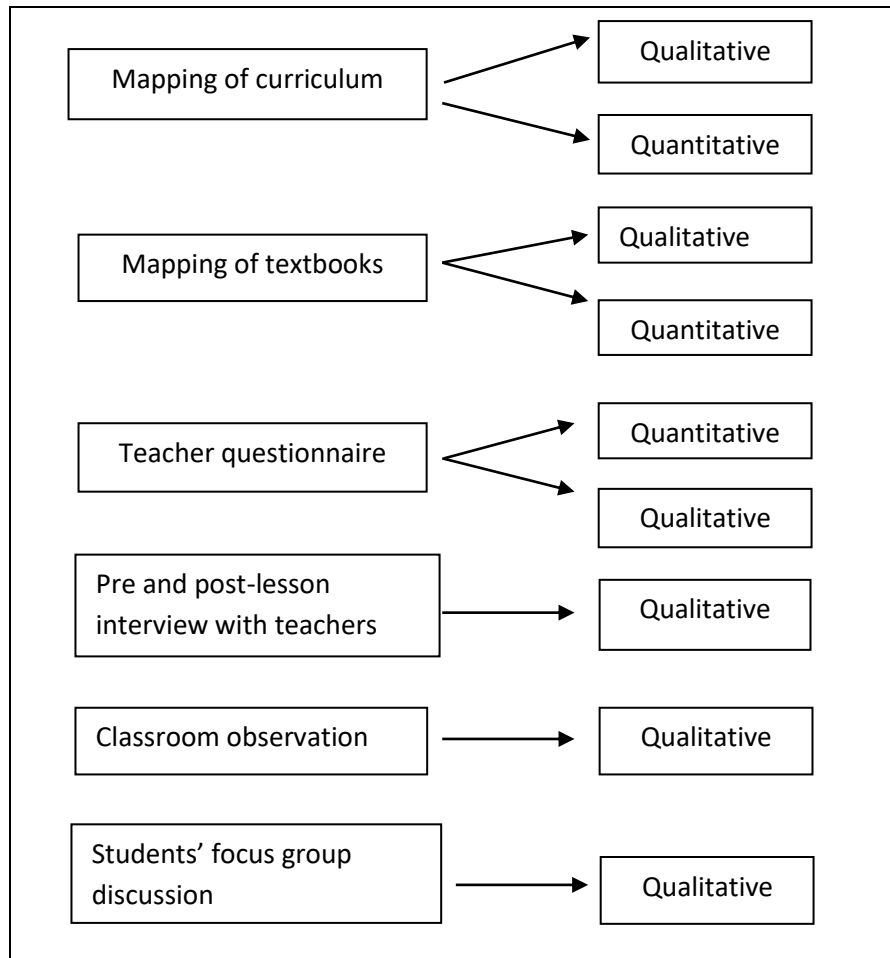 Mapping of curriculum
Qualitative
Quantitative
Mapping of textbooks
Qualitative
Quantitative
Teacher questionnaire
Quantitative
Qualitative
Pre and post-lesson
interview with teachers
Qualitative
Classroom observation
Qualitative
Students’ focus group
discussion
Qualitative